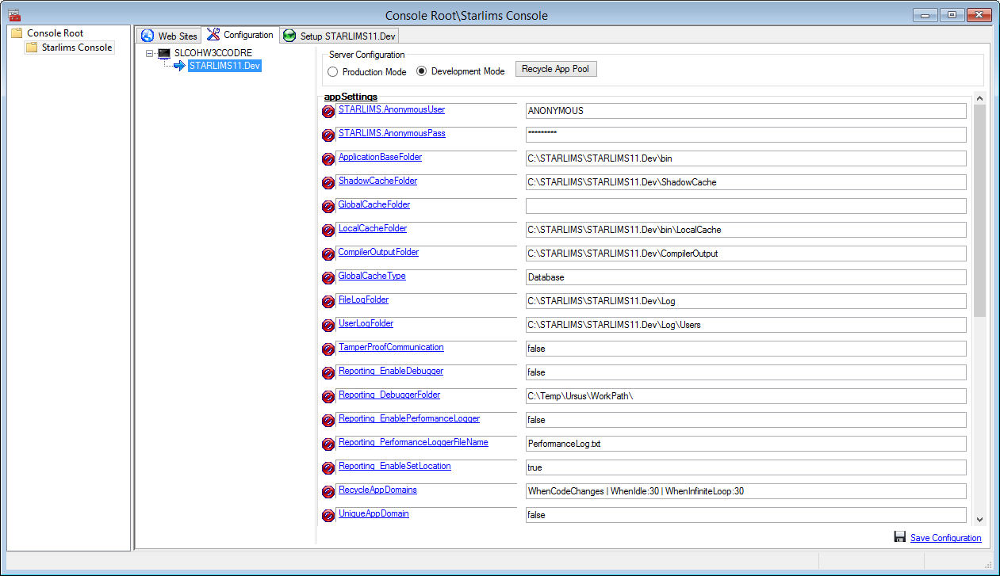 Console Root\Starlims Console
Console Root
Starlims Console
Web Sites
Configuration
Setup STARLIMS11.Dev
SLCOHW3CCODRE
STARLIMS11.Dev
Server Configuration
Production Mode
Development Mode
Recycle App Pool
appSettings
STARLIMS.AnonymousUser ANONYMOUS
STARLIMS.AnonymousPass *********
ApplicationBaseFolder C:\STARLIMS\STARLIMS11.Dev\bin
ShadowCacheFolder C:\STARLIMS\STARLIMS11.Dev\ShadowCache
GlobalCacheFolder
LocalCacheFolder C:\STARLIMS\STARLIMS11.Dev\bin\LocalCache
CompilerOutputFolder C:\STARLIMS\STARLIMS11.Dev\CompilerOutput
GlobalCacheType Database
FileLogFolder C:\STARLIMS\STARLIMS11.Dev\Log
UserLogFolder C:\STARLIMS\STARLIMS11.Dev\Log\Users
TamperProofCommunication false
Reporting_EnableDebugger false
Reporting_DebuggerFolder C:\Temp\Ursus\WorkPath\
Reporting_EnablePerformanceLogger false
Reporting_PerformanceLoggerFileName PerformanceLog.txt
Reporting_EnableSetLocation true
RecycleAppDomains WhenCodeChanges | WhenIdle:30 | WhenInfiniteLoop:30
UniqueAppDomain false
Save Configuration